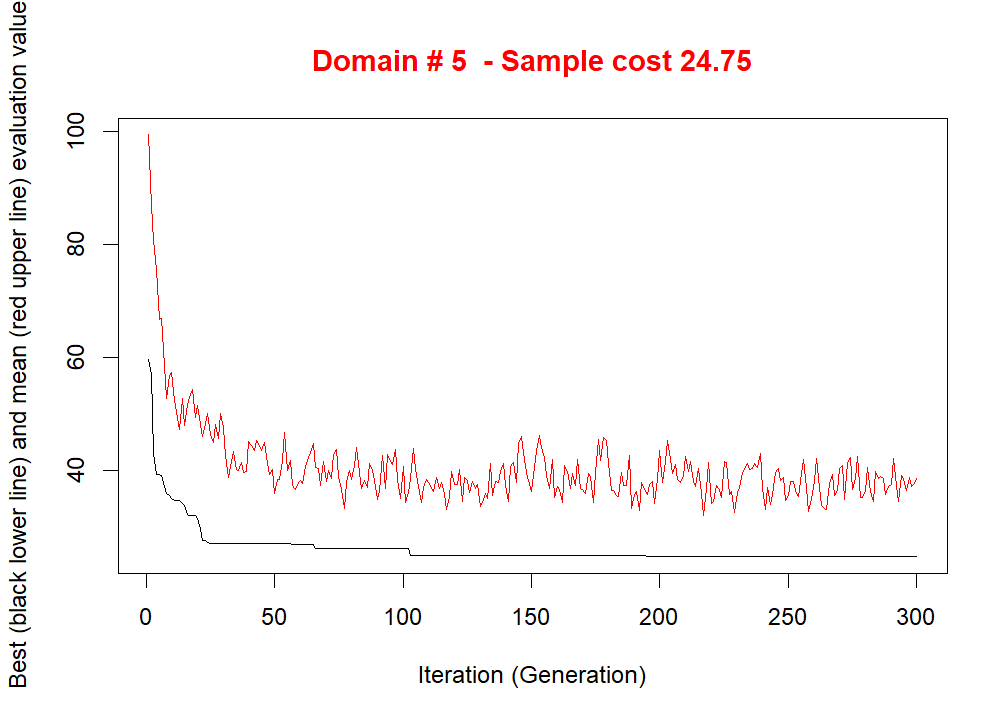 Domain # 5  - Sample cost 24.75
Best (black lower line) and mean (red upper line) evaluation value
100
80
60
40
0 50 100 150 200 250 300
Iteration (Generation)